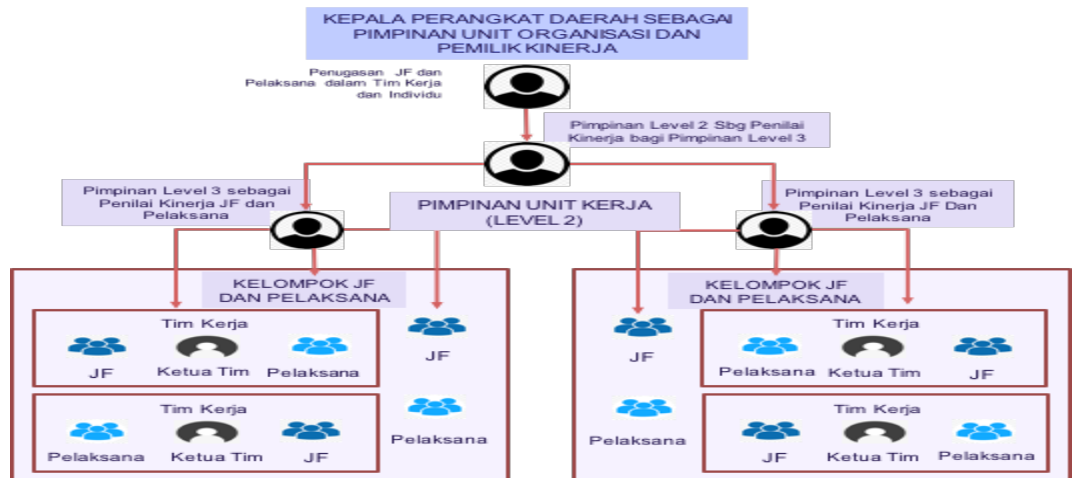 KEPALA PERANGKAT DAERAH SEBAGAI
PIMPINAN UNIT ORGANISASI DAN
PEMILIK KINERJA
Penugasan JF dan
Pelaksana dalam Tim Kerja
dan Individu
Pimpinan Level 2 Sbg Penilai
Kinerja bagi Pimpinan Level 3
Pimpinan Level 3 sebagai
Penilai Kinerja JF dan
Pelaksana
PIMPINAN UNIT KERJA
(LEVEL 2)
Pimpinan Level 3 sebagai
Penilai Kinerja JF Dan
Pelaksana
KELOMPOK JF
DAN PELAKSANA
Tim Kerja
JF
Ketua Tim
Pelaksana
JF
Tim Kerja
Pelaksana
Ketua Tim
JF
Pelaksana
KELOMPOK JF
DAN PELAKSANA
JF
Tim Kerja
Pelaksana
Ketua Tim
JF
Pelaksana
Tim Kerja
JF
Ketua Tim
Pelaksana